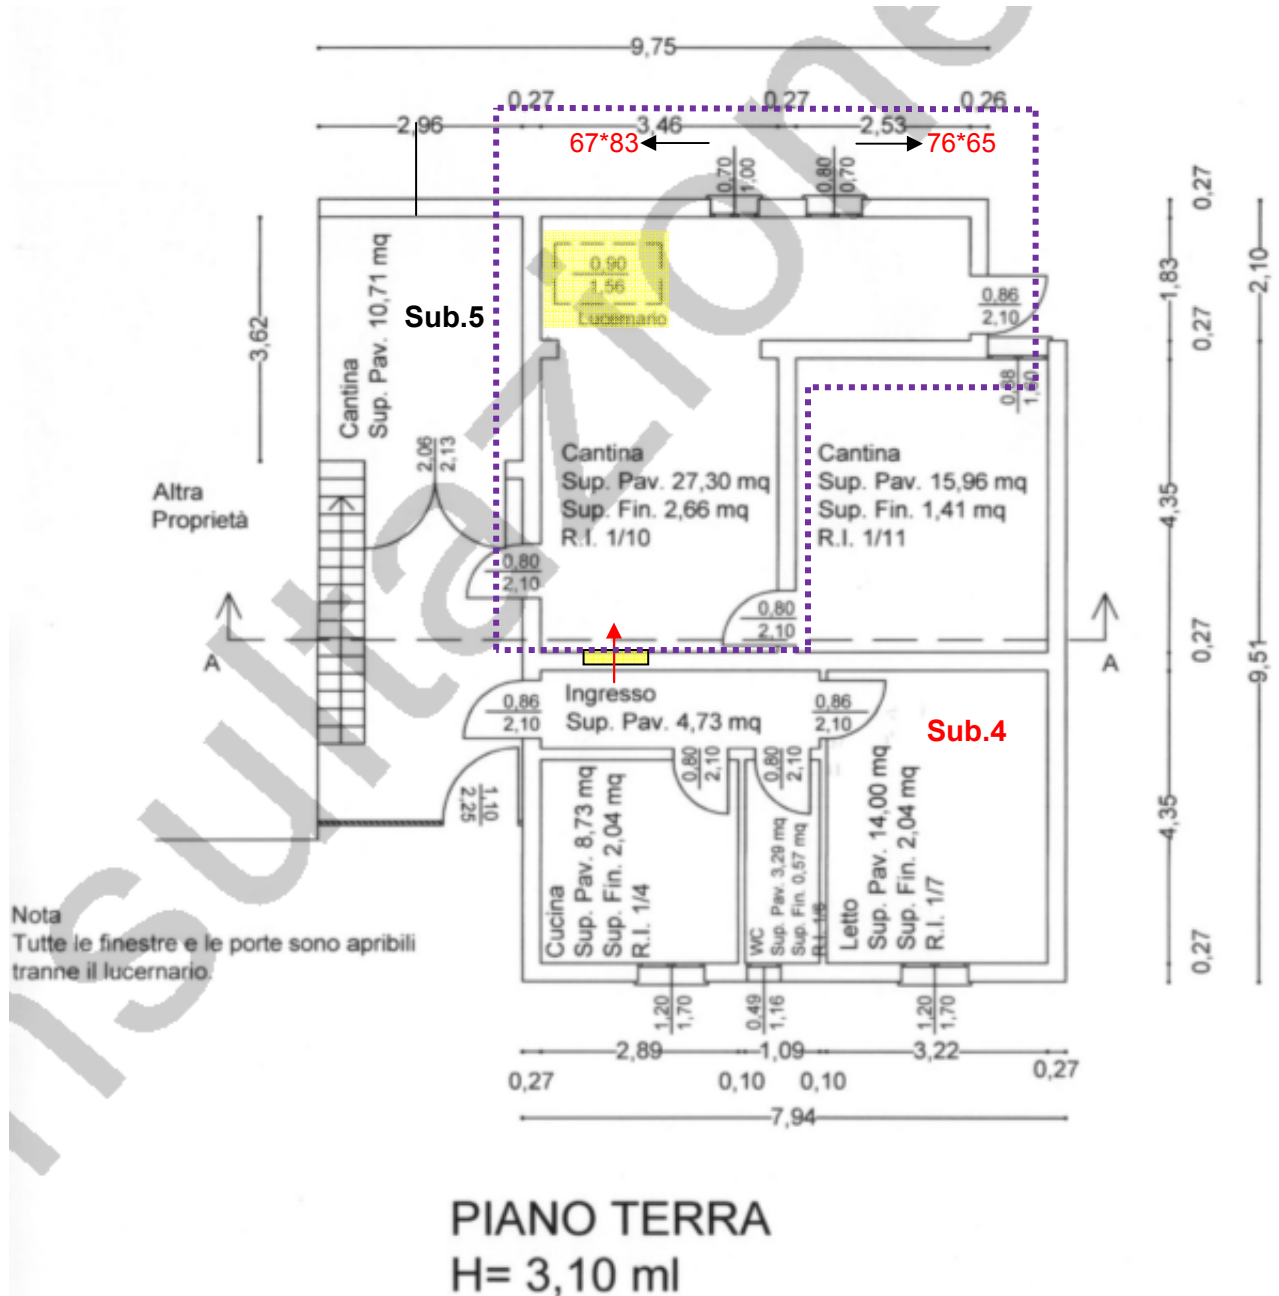 9,75
0,27
0,27
0,26
2,96
3,46
2,53
67*83
76*65
0,70
1,00
0,80
0,70
0,27
1,83
2,10
0,27
3,62
Cantina
Sup. Pav. 10,71 mq
Sub.5
0,90
1,56
Lucernario
0,86
2,10
0,88
2,06
2,13
Cantina
Sup. Pav. 27,30 mq
Sup. Fin. 2,66 mq
R.I. 1/10
Cantina
Sup. Pav. 15,96 mq
Sup. Fin. 1,41 mq
R.I. 1/11
4,35
Altra
Proprietà
0,80
2,10
0,80
2,10
A
A
0,27
9,51
Ingresso
Sup. Pav. 4,73 mq
0,86
2,10
0,86
2,10
Sub.4
0,80
2,10
0,80
2,10
1,10
2,25
Cucina
Sup. Pav. 8,73 mq
Sup. Fin. 2,04 mq
R.I. 1/4
WC
Sup. Pav. 3,29 mq
Sup. Fin. 0,57 mq
R.I. 1/6
Letto
Sup. Pav. 14,00 mq
Sup. Fin. 2,04 mq
R.I. 1/7
4,35
0,27
Nota
Tutte le finestre e le porte sono apribili
tranne il lucernario.
1,20
1,70
0,49
1,16
1,20
1,70
2,89
1,09
3,22
0,27
0,10
0,10
0,27
7,94
PIANO TERRA
H= 3,10 ml
nsultazione